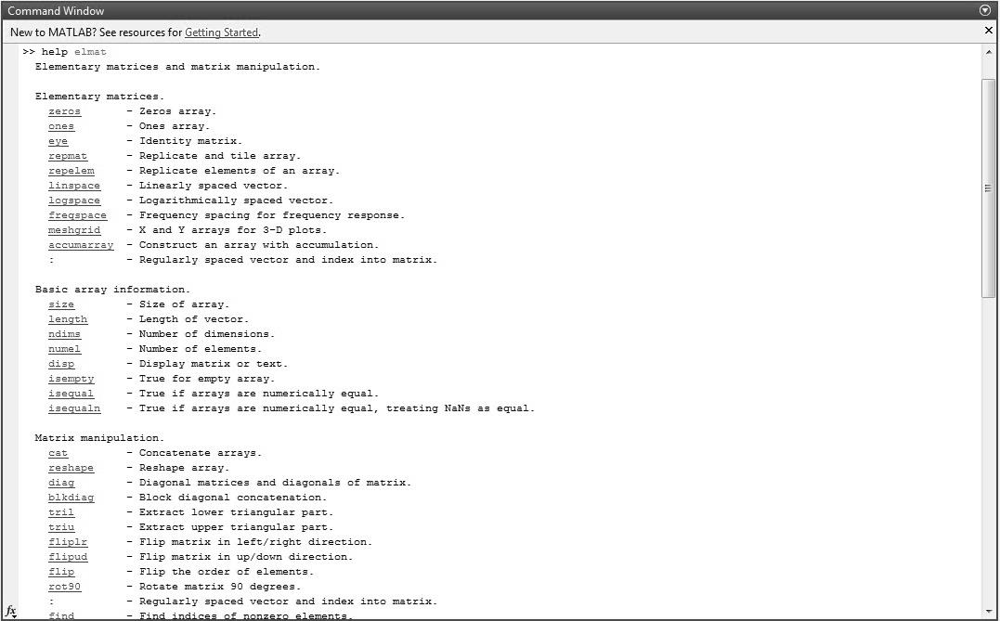 Command Window
New to MATLAB? See resources for Getting Started.
>> help elmat
Elementary matrices and matrix manipulation.
Elementary matrices.
zeros - Zeros array.
ones - Ones array.
eye - Identity matrix.
repmat - Replicate and tile array.
repelem - Replicate elements of an array.
linspace - Linearly spaced vector.
logspace - Logarithmically spaced vector.
freqspace - Frequency spacing for frequency response.
meshgrid - X and Y arrays for 3-D plots.
accumarray - Construct an array with accumulation.
: - Regularly spaced vector and index into matrix.
Basic array information.
size - Size of array.
length - Length of vector.
ndims - Number of dimensions.
numel - Number of elements.
disp - Display matrix or text.
isempty - True for empty array.
isequal - True if arrays are numerically equal.
isequaln - True if arrays are numerically equal, treating NaNs as equal.
Matrix manipulation.
cat - Concatenate arrays.
reshape - Reshape array.
diag - Diagonal matrices and diagonals of matrix.
blkdiag - Block diagonal concatenation.
tril - Extract lower triangular part.
triu - Extract upper triangular part.
fliplr - Flip matrix in left/right direction.
flipud - Flip matrix in up/down direction.
flip - Flip the order of elements.
rot90 - Rotate matrix 90 degrees.
: - Regularly spaced vector and index into matrix.
find - Find indices of nonzero elements.
fx